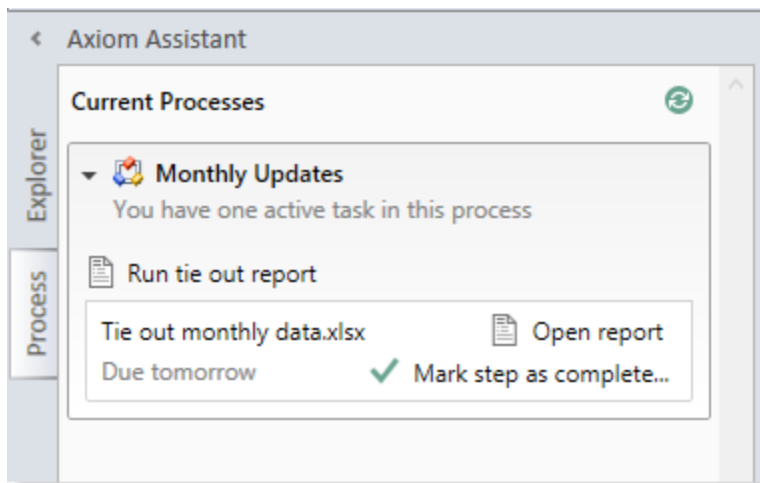 Axiom Assistant
Current Processes
Explorer
Process
Monthly Updates
You have one active task in this process
Run tie out report
Tie out monthly data.xlsx Open report
Due tomorrow Mark step as complete...